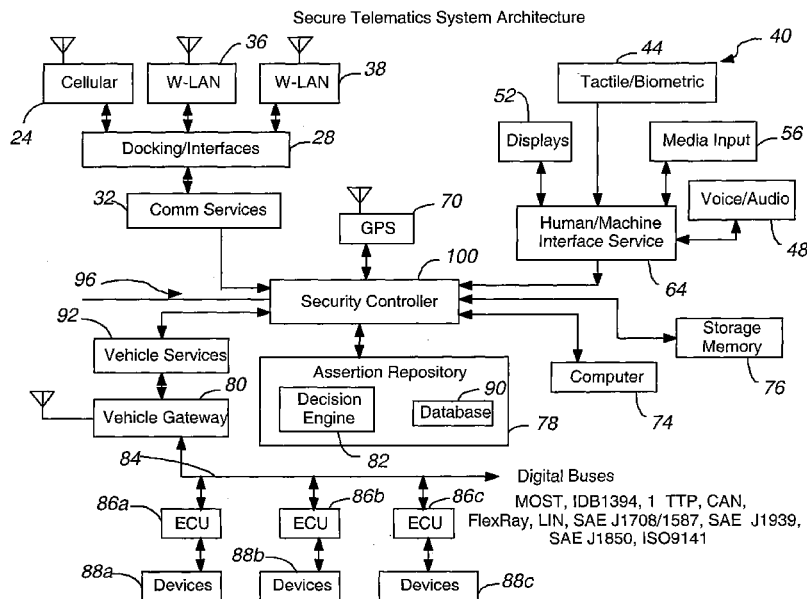 Secure Telematics System Architecture
36
44
40
Cellular
W-LAN
W-LAN
38
Tactile/Biometric
24
52
Displays
Media Input
56
Docking/Interfaces
28
32
Comm Services
70
GPS
Voice/Audio
48
Human/Machine
Interface Service
64
100
96
Security Controller
92
Vehicle Services
Storage
Memory
76
80
Vehicle Gateway
Assertion Repository
Decision
Engine
90
Database
78
82
Computer
74
84
Digital Buses
MOST, IDB1394, 1 TTP, CAN,
FlexRay, LIN, SAE J1708/1587, SAE J1939,
SAE J1850, ISO9141
86a
ECU
86b
ECU
86c
ECU
88a
Devices
88b
Devices
Devices
88c